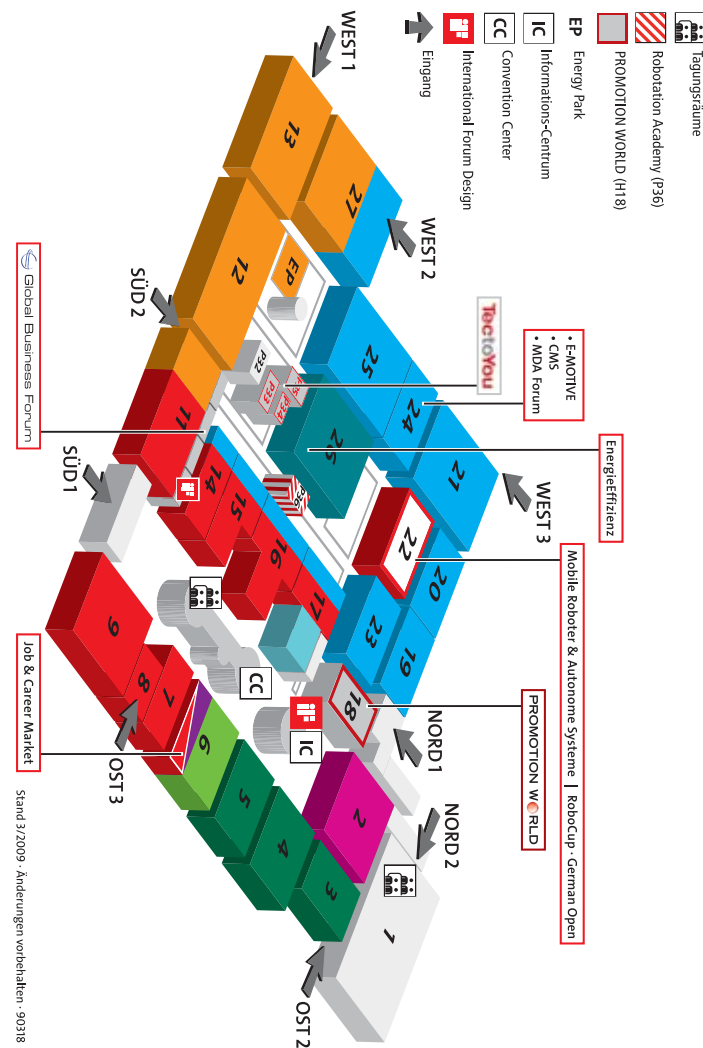 Tagungsräume
Robotation Academy (P36)
PROMOTION WORLD (H18)
EP Energy Park
IC Informations-Centrum
CC Convention Center
International Forum Design
Eingang
WEST 1
WEST 2
WEST 3
NORD1
NORD 2
SÜD 2
SÜD1
OST 3
OST 2
• E-MOTIVE
• CMS
• MDA Forum
TectoYou
EnergieEffizienz
Mobile Roboter & Autonome Systeme | RoboCup · German Open
PROMOTION WORLD
Global Business Forum
Job & Career Market
13
27
12
EP
25
24
21
26
22
20
19
23
18
P32
P33
P34
P35
P36
11
14
15
16
17
CC
IC
9
8
7
6
5
4
3
2
1
Stand 3/2009 · Änderungen vorbehalten · 90318